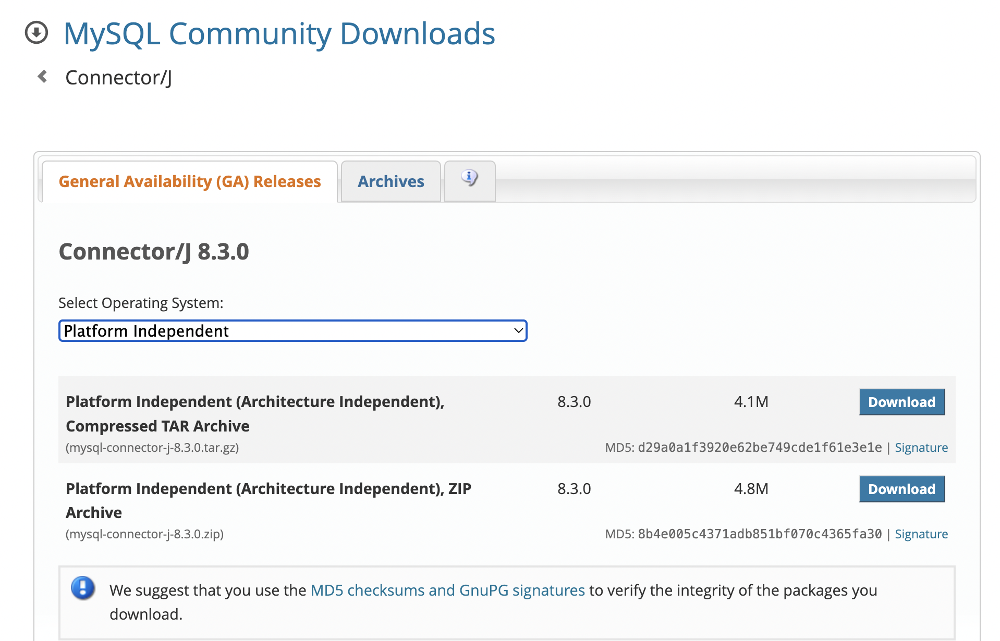 MySQL Community Downloads
Connector/J
General Availability (GA) Releases
Archives
Connector/J 8.3.0
Select Operating System:
Platform Independent
Platform Independent (Architecture Independent),
Compressed TAR Archive
8.3.0
4.1M
Download
(mysql-connector-j-8.3.0.tar.gz)
MD5: d29a0a1f3920e62be749cde1f61e3e1e | Signature
Platform Independent (Architecture Independent), ZIP
Archive
8.3.0
4.8M
Download
(mysql-connector-j-8.3.0.zip)
MD5: 8b4e005c4371adb851bf070c4365fa30 | Signature
We suggest that you use the MD5 checksums and GnuPG signatures to verify the integrity of the packages you
download.